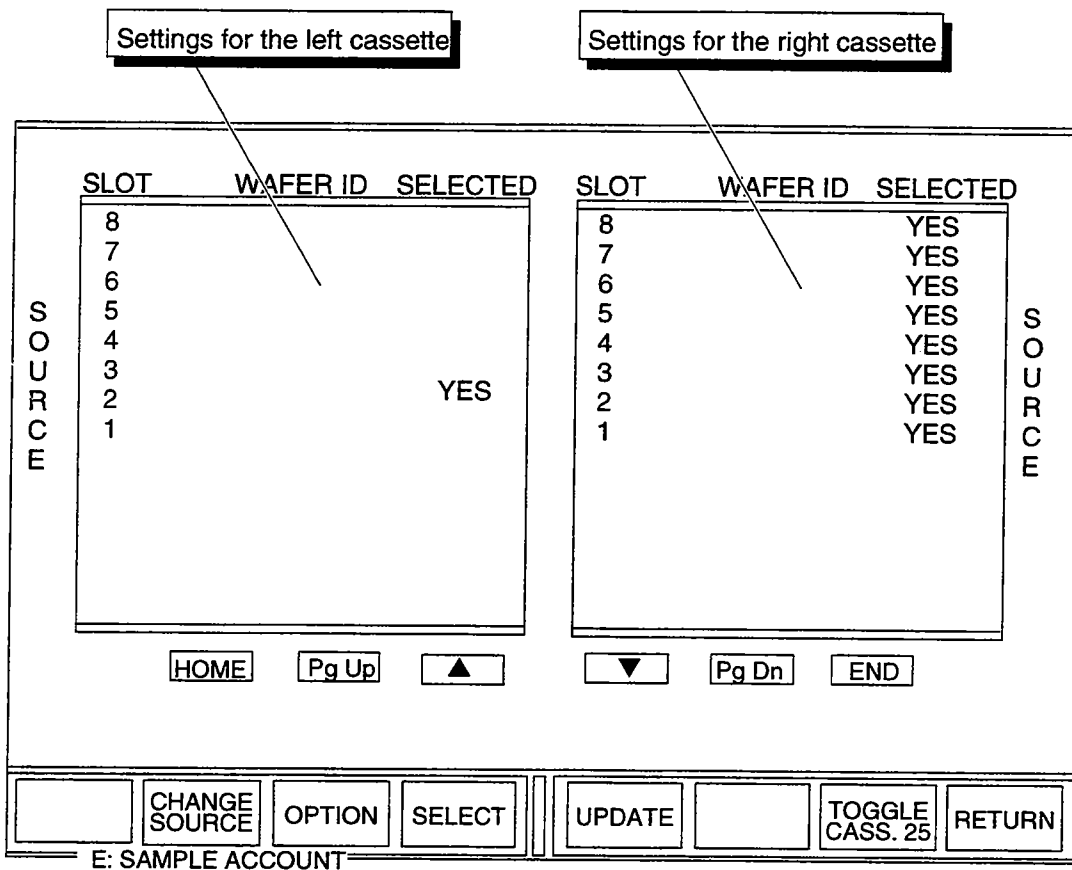 Settings for the left cassette
Settings for the right cassette
SLOT WAFER ID SELECTED
8
7
6
5
4
3
2 YES
1
SLOT WAFER ID SELECTED
8 YES
7 YES
6 YES
5 YES
4 YES
3 YES
2 YES
1 YES
SOURCE
SOURCE
HOME Pg Up ▲ ▼ Pg Dn END
CHANGE SOURCE
OPTION
SELECT
UPDATE
TOGGLE CASS. 25
RETURN
E: SAMPLE ACCOUNT